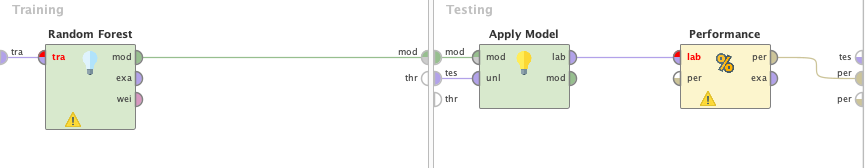 Training
Testing
Random Forest
Apply Model
Performance
tra
tra
mod
mod
mod
mod
lab
lab
per
tes
exa
thr
tes
unl
mod
per
exa
per
wei
thr
per